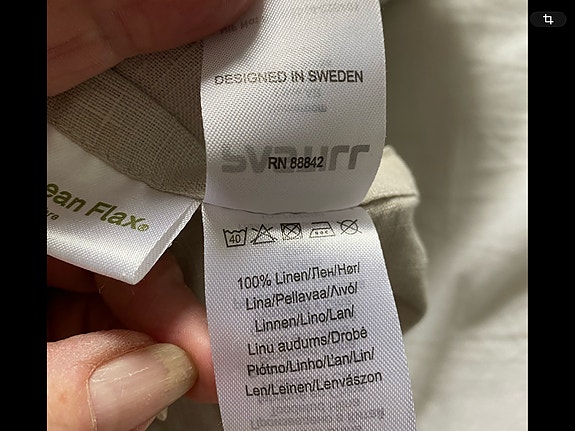 DESIGNED IN SWEDEN
RN 88842
ean Flax®
40
100% Linen/Лен/Hør/
Lina/Pellavaa/Λινό/
Linnen/Lino/Lan/
Linu audums/Drobė
Płótno/Linho/Ľan/Lin/
Len/Leinen/Lenvászon